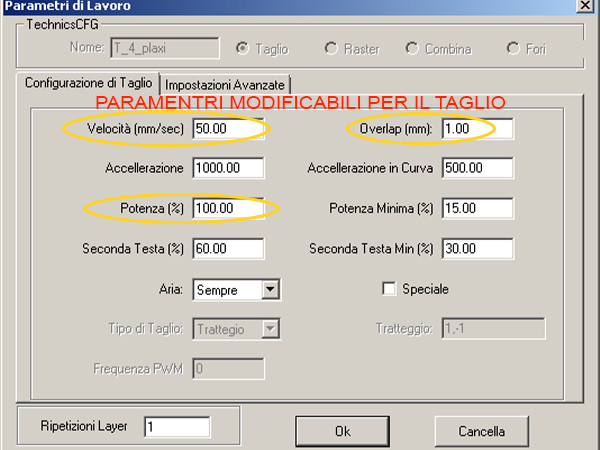 Parametri di Lavoro
TechnicsCFG
Nome: T_4_plaxi Taglio Raster Combina Fori
Configurazione di Taglio Impostazioni Avanzate
PARAMENTRI MODIFICABILI PER IL TAGLIO
Velocità (mm/sec) 50.00 Overlap (mm): 1.00
Accellerazione 1000.00 Accellerazione in Curva 500.00
Potenza (%) 100.00 Potenza Minima (%) 15.00
Seconda Testa (%) 60.00 Seconda Testa Min (%) 30.00
Aria: Sempre Speciale
Tipo di Taglio: Trattegio Tratteggio: 1,-1
Frequenza PWM 0
Ripetizioni Layer 1 Ok Cancella